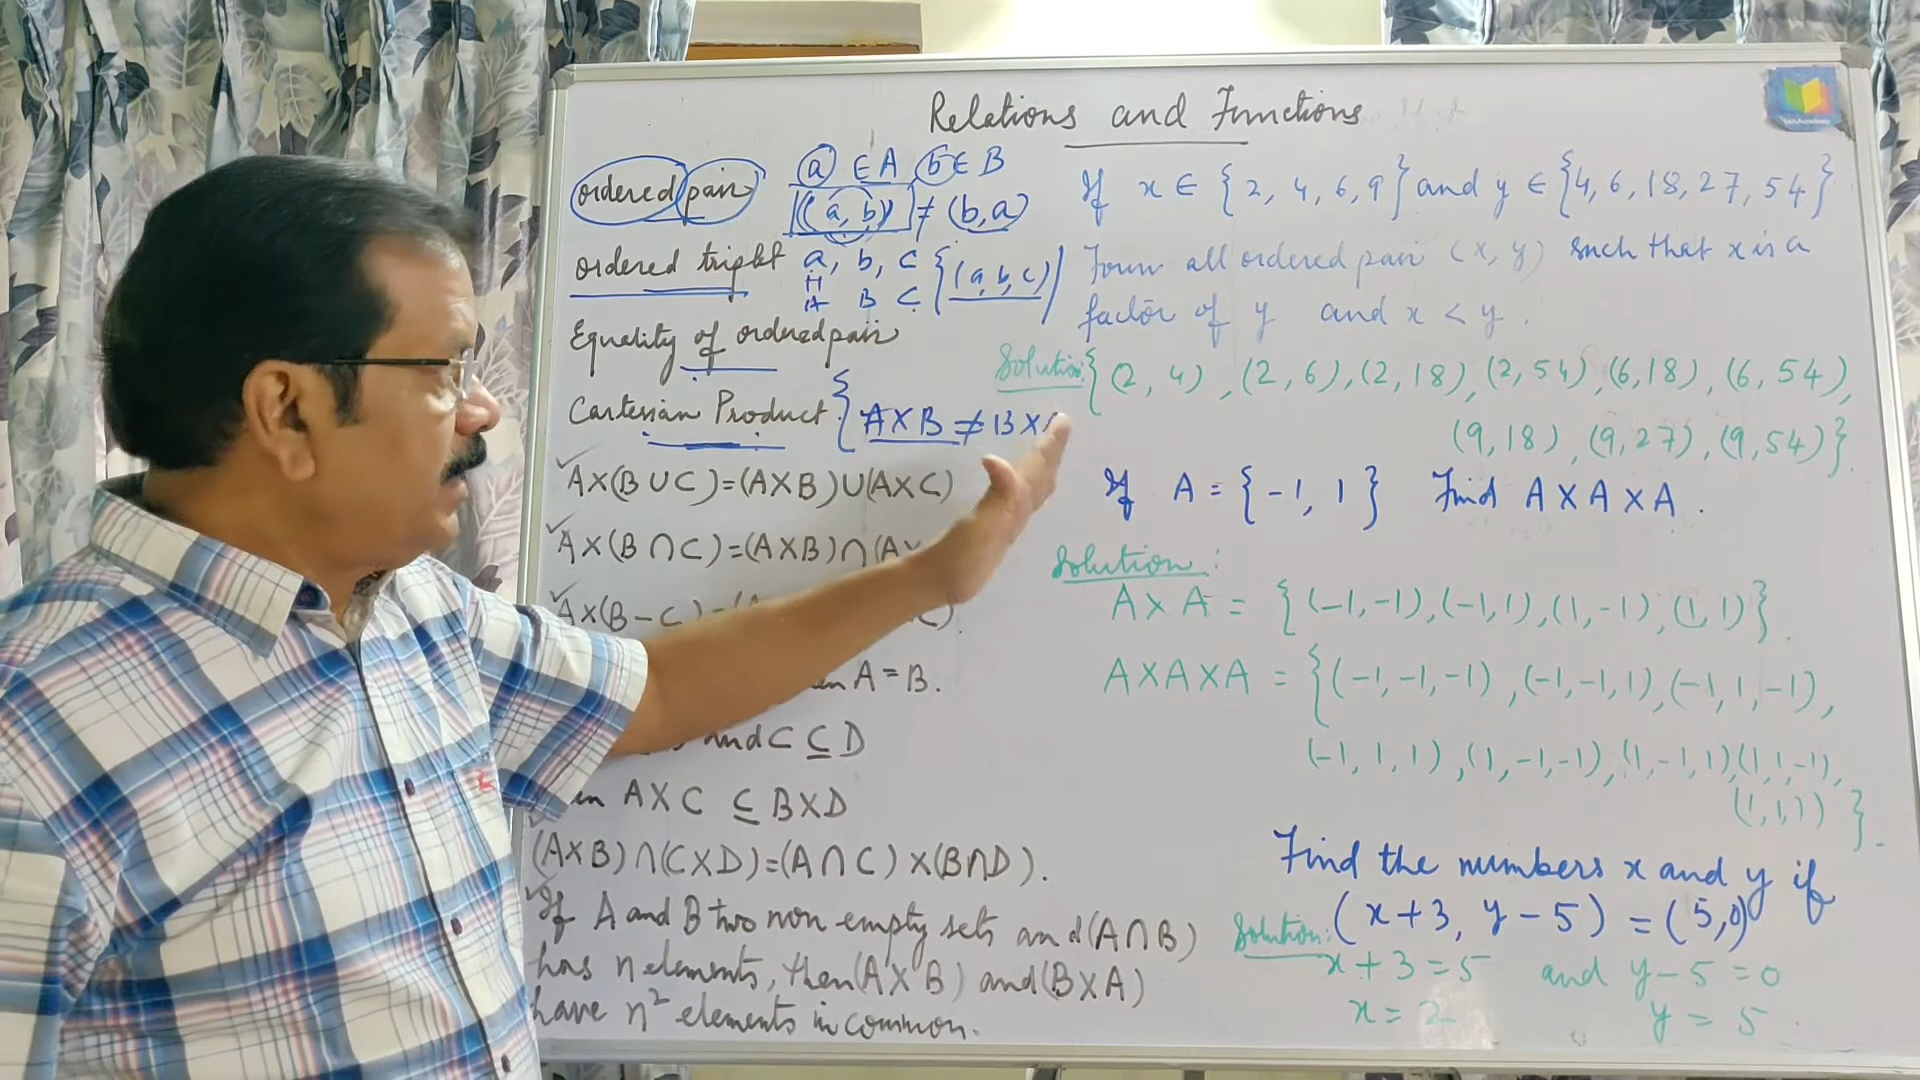 Relations and Functions
ordered pair a ∈ A b ∈ B
(a, b) ≠ (b, a)
ordered triplet a, b, c { (a, b, c)
A B C
Equality of ordered pair
Cartesian Product { A X B ≠ B X
A X (B ∪ C) = (A X B) ∪ (A X C)
A X (B ∩ C) = (A X B) ∩ (A X
A X (B - C) = ( C).
A = B.
and C ⊆ D
A X C ⊆ B X D
(A X B) ∩ (C X D) = (A ∩ C) X (B ∩ D).
If A and B two non empty sets and (A ∩ B)
has n elements, then (A X B) and (B X A)
have n² elements in common.
If x ∈ { 2, 4, 6, 9 } and y ∈ { 4, 6, 18, 27, 54 }
Form all ordered pair (x, y) such that x is a
factor of y and x < y.
Solution: { (2, 4), (2, 6), (2, 18), (2, 54), (6, 18), (6, 54),
(9, 18), (9, 27), (9, 54) }.
If A = { -1, 1 } Find A X A X A.
Solution:
A X A = { (-1, -1), (-1, 1), (1, -1), (1, 1) }.
A X A X A = { (-1, -1, -1), (-1, -1, 1), (-1, 1, -1),
(-1, 1, 1), (1, -1, -1), (1, -1, 1) (1, 1, -1),
(1, 1, 1) }.
Find the numbers x and y if
(x + 3, y - 5) = (5, 0)
Solution:
x + 3 = 5 and y - 5 = 0
x = 2 y = 5.